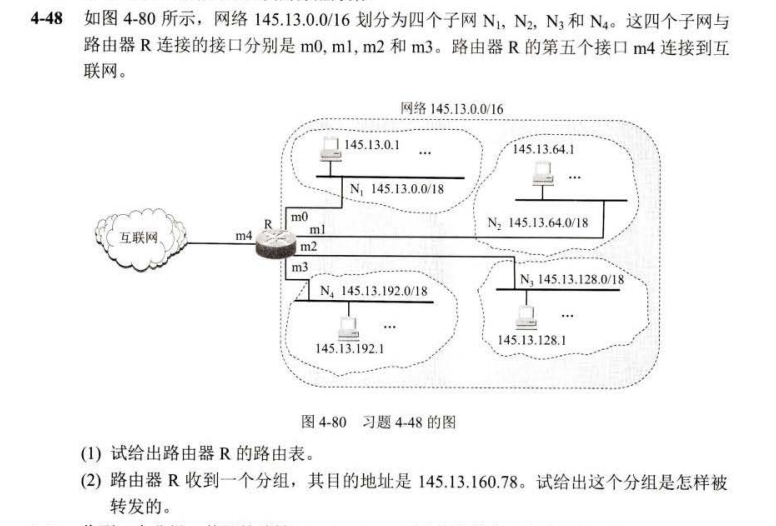 4-48 如图 4-80 所示，网络 145.13.0.0/16 划分为四个子网 N₁, N₂, N₃ 和 N₄。这四个子网与
路由器 R 连接的接口分别是 m0, m1, m2 和 m3。路由器 R 的第五个接口 m4 连接到互
联网。
网络 145.13.0.0/16
145.13.0.1 ...
145.13.64.1
...
N₁ 145.13.0.0/18
m0
R
m1
N₂ 145.13.64.0/18
互联网
m4
m2
m3
N₃ 145.13.128.0/18
N₄ 145.13.192.0/18
...
...
145.13.192.1
145.13.128.1
图 4-80 习题 4-48 的图
(1) 试给出路由器 R 的路由表。
(2) 路由器 R 收到一个分组，其目的地址是 145.13.160.78。试给出这个分组是怎样被
转发的。